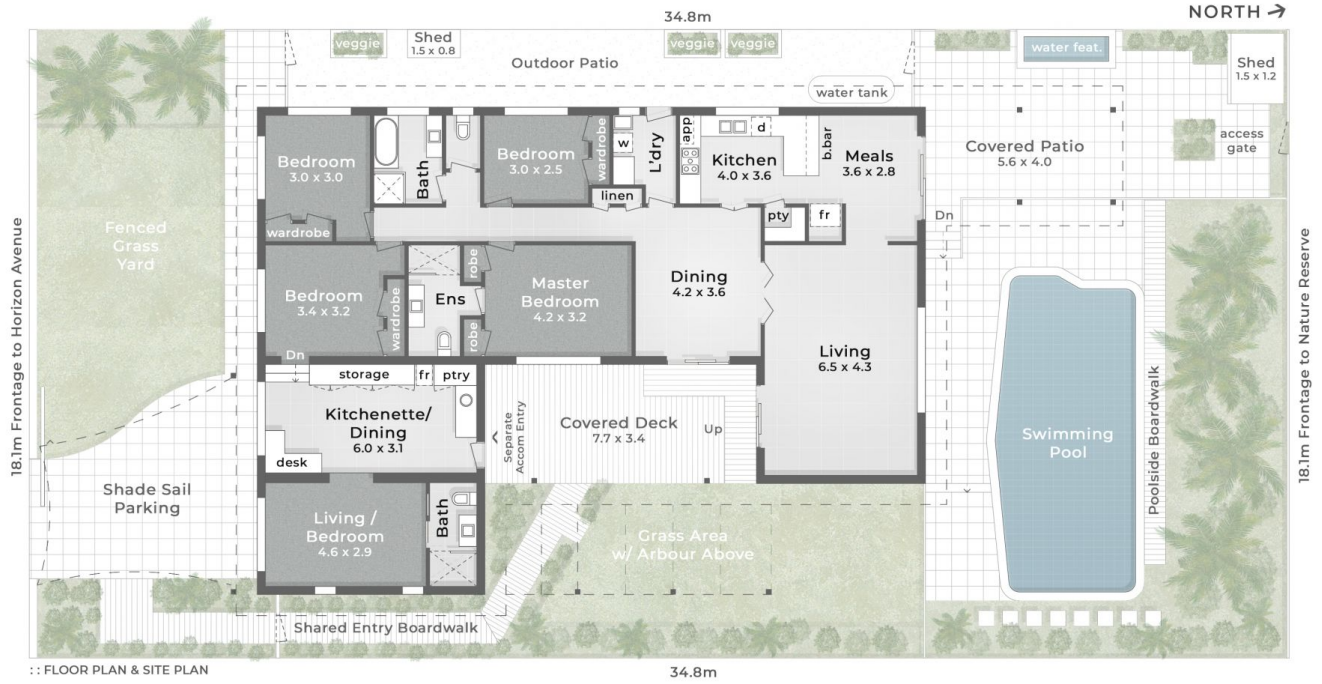 34.8m
NORTH →
veggie
Shed
1.5 x 0.8
veggie
veggie
water feat.
Shed
1.5 x 1.2
Outdoor Patio
water tank
access
gate
Bedroom
3.0 x 3.0
wardrobe
Bath
Bedroom
3.0 x 2.5
wardrobe
w
L'dry
linen
app
d
Kitchen
4.0 x 3.6
b.bar
Meals
3.6 x 2.8
pty
fr
Covered Patio
5.6 x 4.0
Dn
18.1m Frontage to Horizon Avenue
Fenced
Grass
Yard
Bedroom
3.4 x 3.2
wardrobe
Ens
robe
robe
Master
Bedroom
4.2 x 3.2
Dining
4.2 x 3.6
Living
6.5 x 4.3
Swimming
Pool
Poolside Boardwalk
18.1m Frontage to Nature Reserve
Dn
storage
fr
ptry
Kitchenette/
Dining
6.0 x 3.1
desk
Separate
Accom Entry
Covered Deck
7.7 x 3.4
Up
Shade Sail
Parking
Living /
Bedroom
4.6 x 2.9
Bath
Grass Area
w/ Arbour Above
Shared Entry Boardwalk
:: FLOOR PLAN & SITE PLAN
34.8m